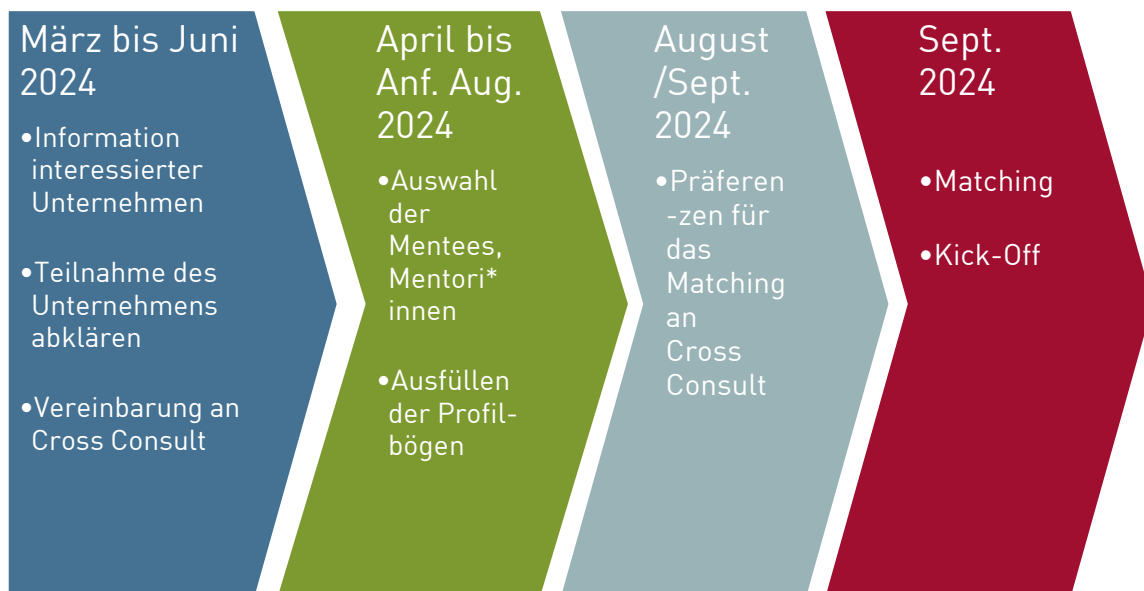 März bis Juni
2024
•Information
interessierter
Unternehmen
•Teilnahme des
Unternehmens
abklären
•Vereinbarung an
Cross Consult
April bis
Anf. Aug.
2024
•Auswahl
der
Mentees,
Mentori*
innen
•Ausfüllen
der Profil-
bögen
August
/Sept.
2024
•Präferen
-zen für
das
Matching
an
Cross
Consult
Sept.
2024
•Matching
•Kick-Off